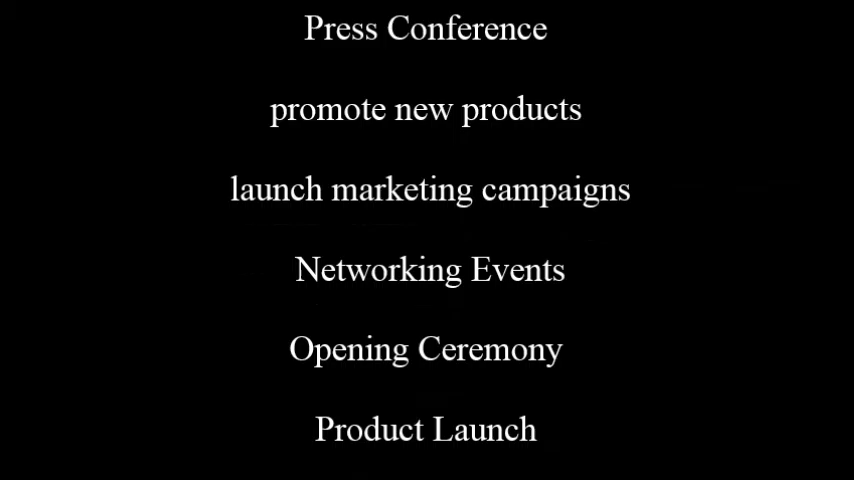 Press Conference
promote new products
launch marketing campaigns
Networking Events
Opening Ceremony
Product Launch